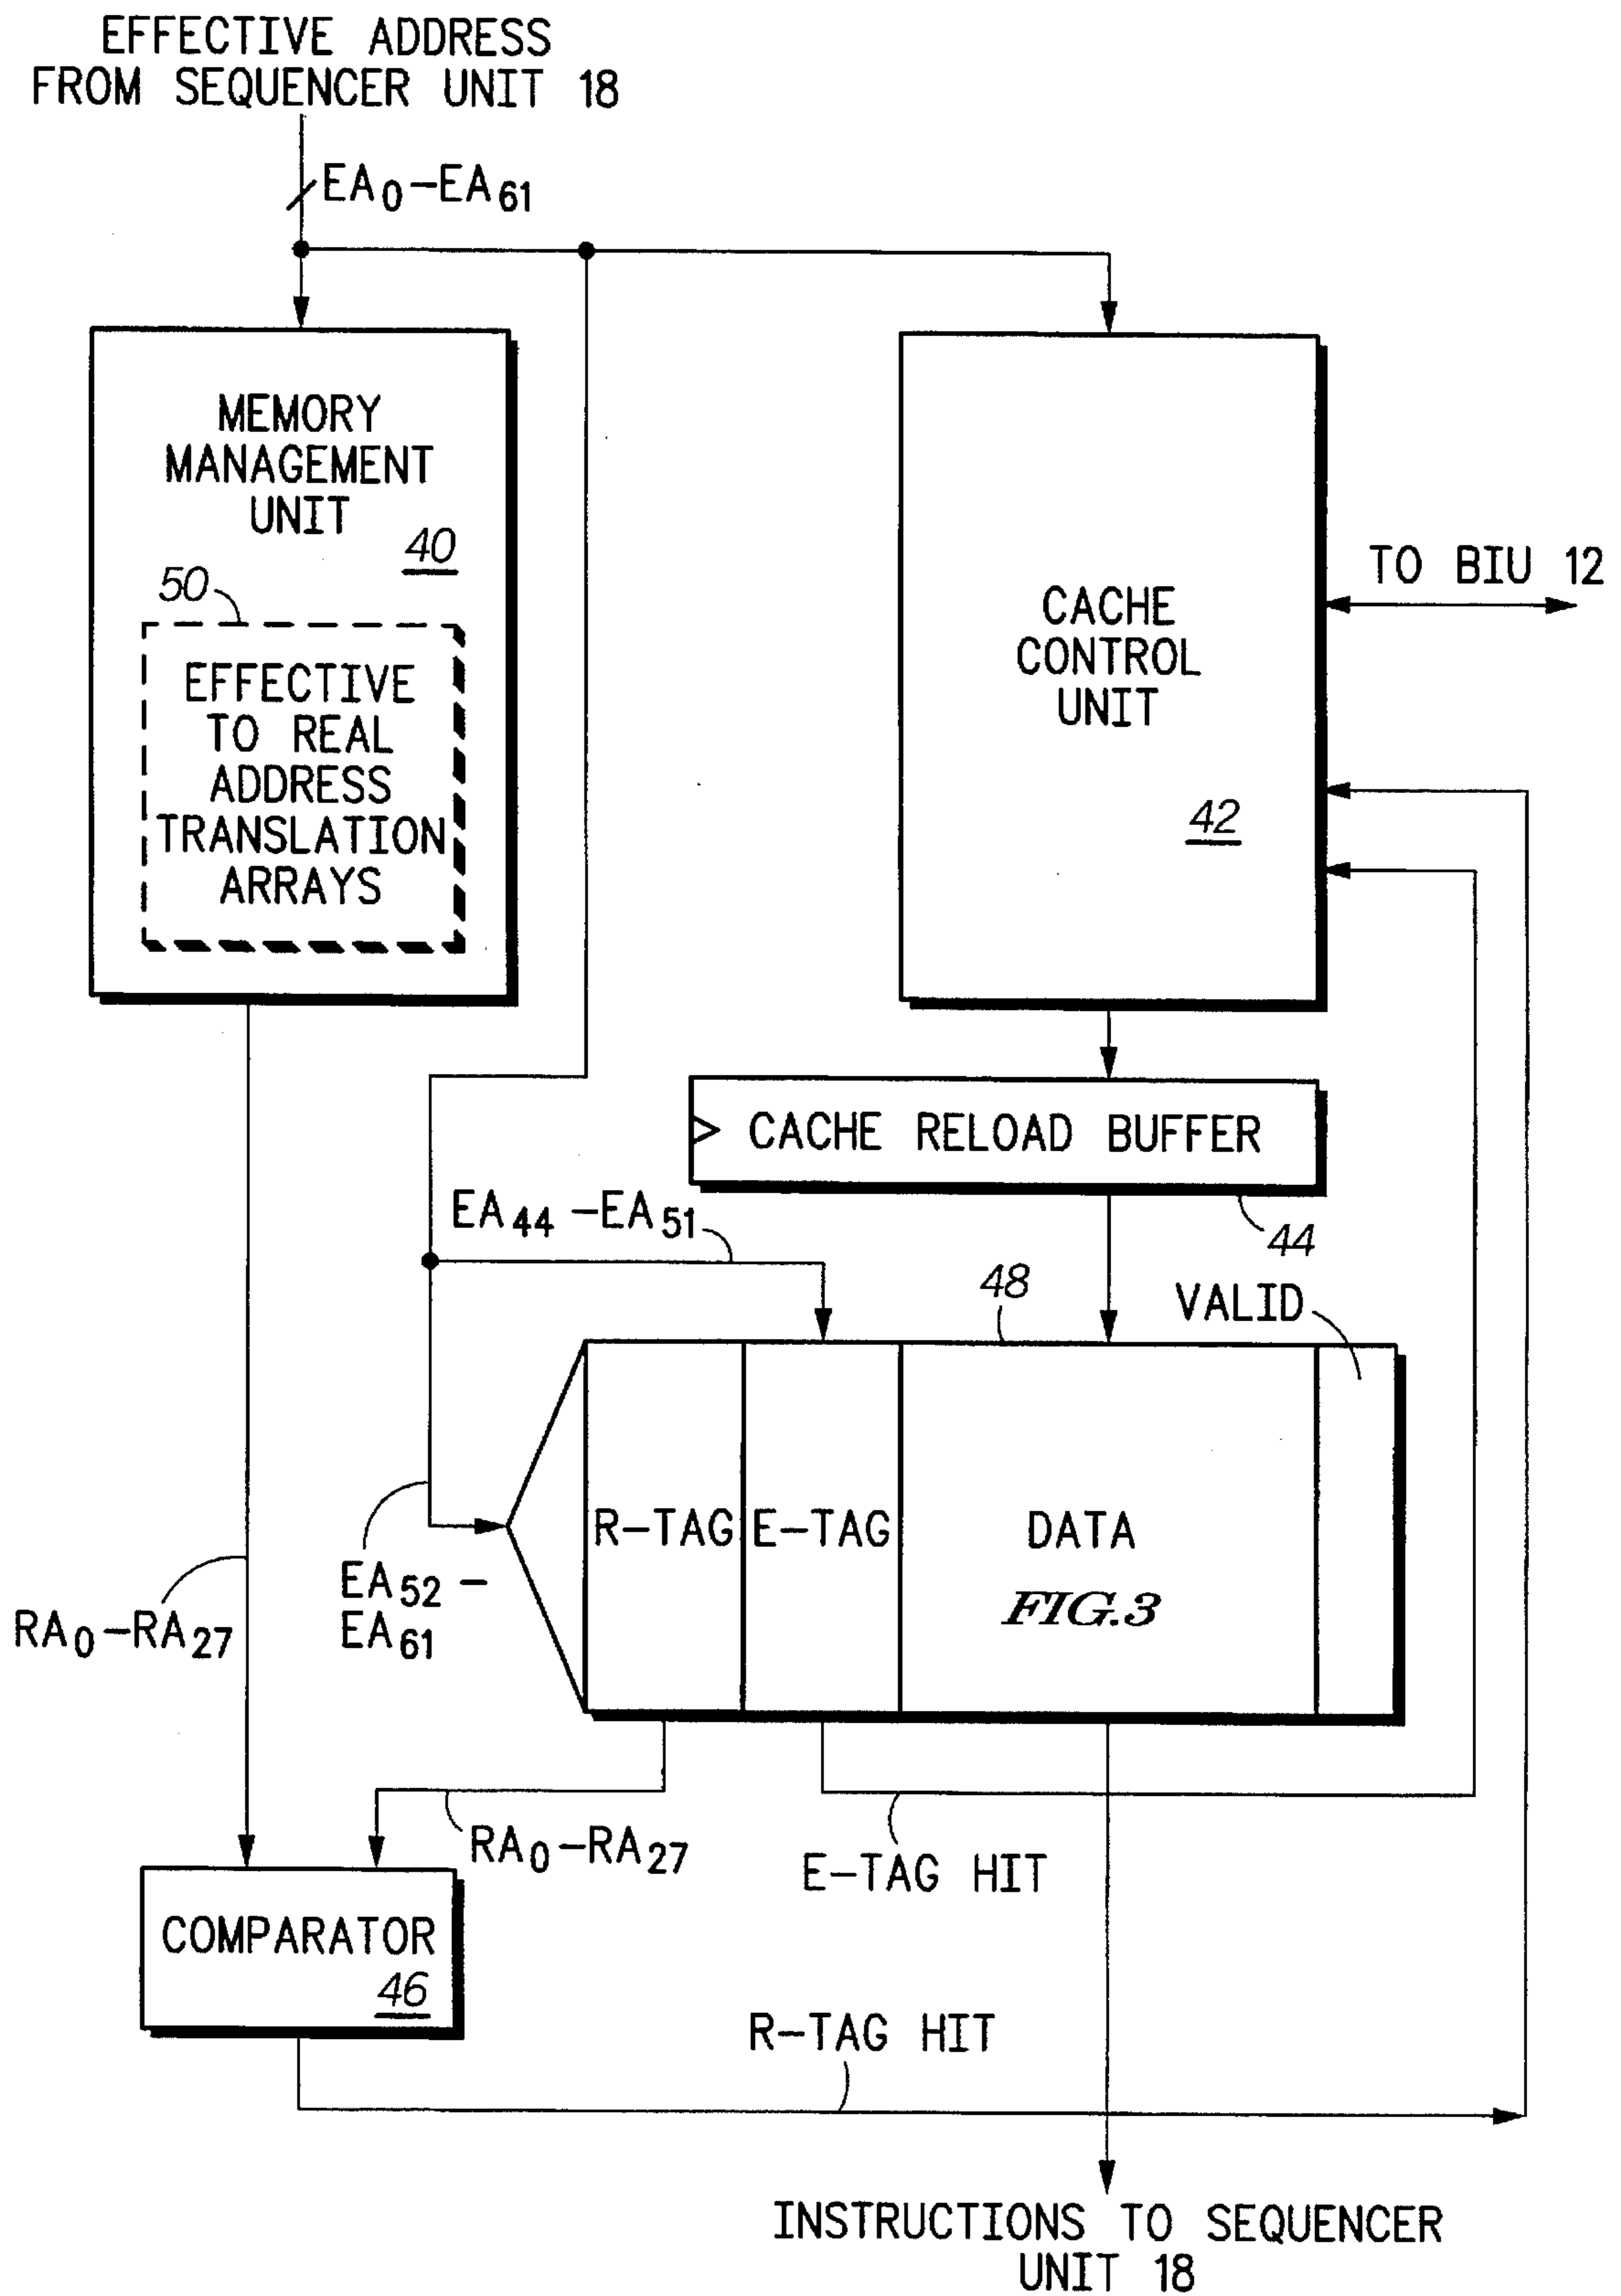 EFFECTIVE ADDRESS
FROM SEQUENCER UNIT 18
EA0-EA61
MEMORY
MANAGEMENT
UNIT
40
50
EFFECTIVE
TO REAL
ADDRESS
TRANSLATION
ARRAYS
CACHE
CONTROL
UNIT
42
TO BIU 12
CACHE RELOAD BUFFER
44
EA44-EA51
48
VALID
R-TAG
E-TAG
DATA
FIG.3
EA52-
EA61
RA0-RA27
RA0-RA27
E-TAG HIT
COMPARATOR
46
R-TAG HIT
INSTRUCTIONS TO SEQUENCER
UNIT 18